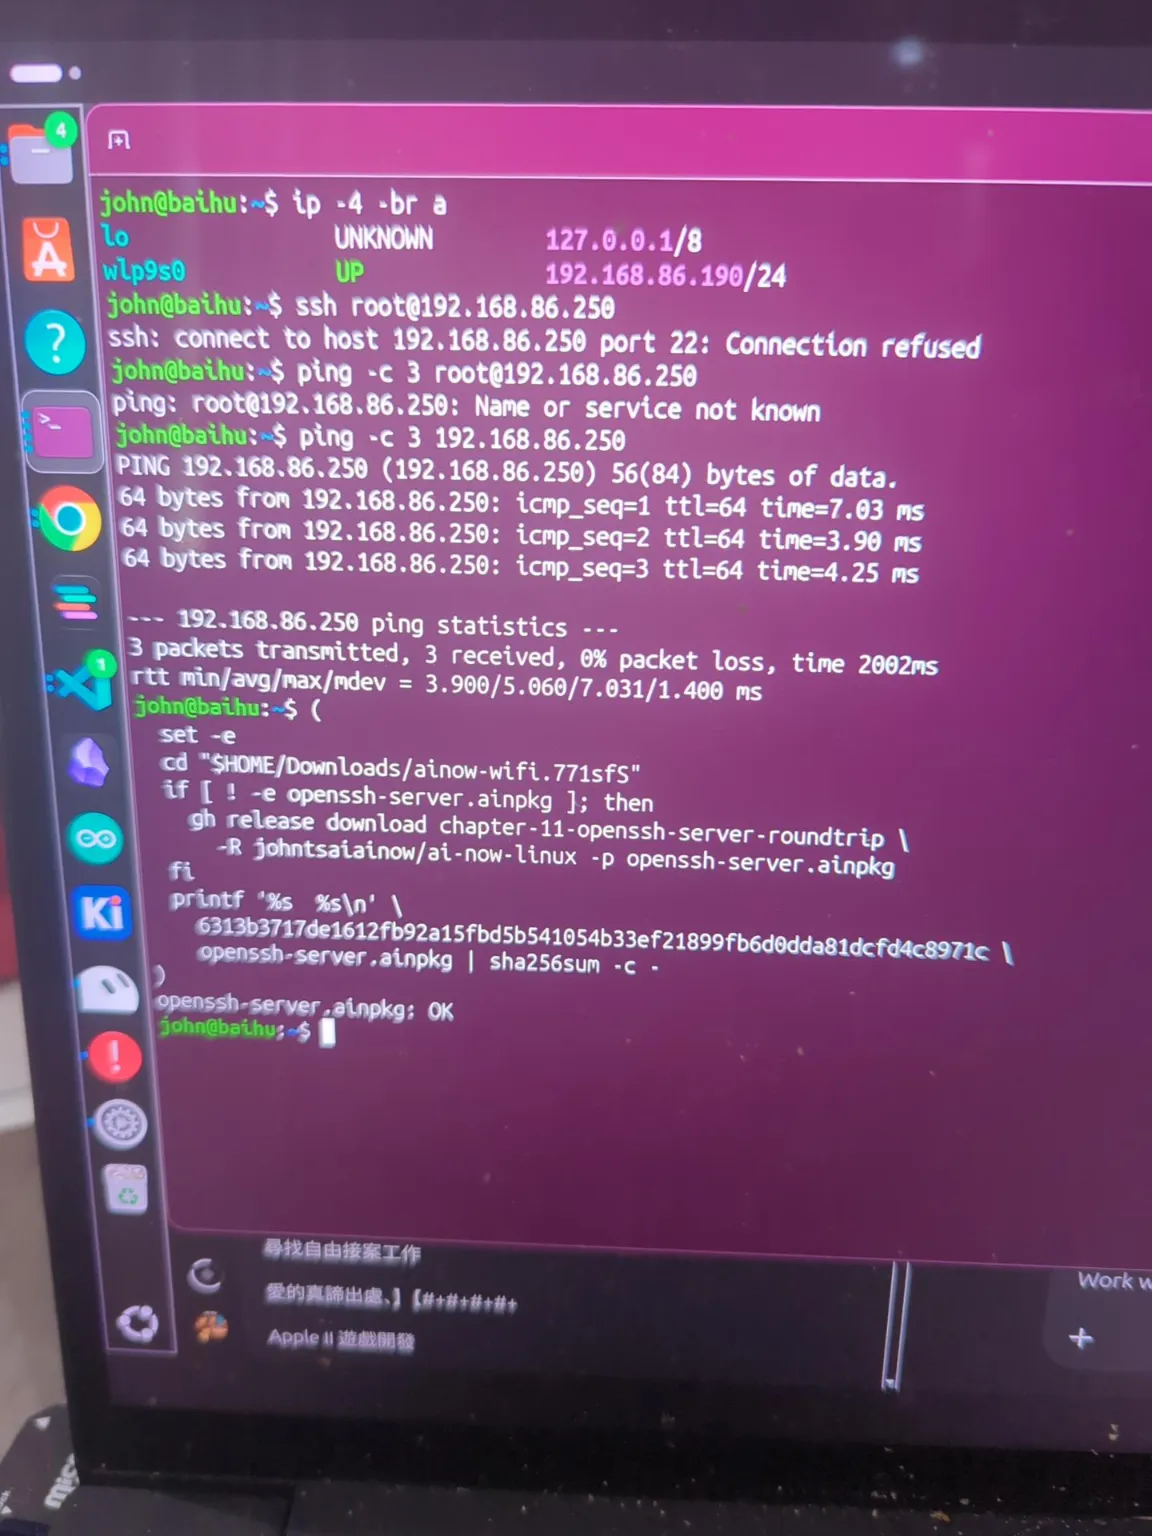 4
john@baihu:~$ ip -4 -br a
lo UNKNOWN 127.0.0.1/8
wlp9s0 UP 192.168.86.190/24
john@baihu:~$ ssh root@192.168.86.250
ssh: connect to host 192.168.86.250 port 22: Connection refused
john@baihu:~$ ping -c 3 root@192.168.86.250
ping: root@192.168.86.250: Name or service not known
john@baihu:~$ ping -c 3 192.168.86.250
PING 192.168.86.250 (192.168.86.250) 56(84) bytes of data.
64 bytes from 192.168.86.250: icmp_seq=1 ttl=64 time=7.03 ms
64 bytes from 192.168.86.250: icmp_seq=2 ttl=64 time=3.90 ms
64 bytes from 192.168.86.250: icmp_seq=3 ttl=64 time=4.25 ms
--- 192.168.86.250 ping statistics ---
3 packets transmitted, 3 received, 0% packet loss, time 2002ms
rtt min/avg/max/mdev = 3.900/5.060/7.031/1.400 ms
john@baihu:~$ (
set -e
cd "$HOME/Downloads/ainow-wifi.771sfS"
if [ ! -e openssh-server.ainpkg ]; then
gh release download chapter-11-openssh-server-roundtrip \
-R johntsaiainow/ai-now-linux -p openssh-server.ainpkg
fi
printf '%s  %s\n' \
6313b3717de1612fb92a15fbd5b541054b33ef21899fb6d0dda81dcfd4c8971c \
openssh-server.ainpkg | sha256sum -c -
)
openssh-server.ainpkg: OK
john@baihu:~$
1
Ki
尋找自由接案工作
愛的真諦出處、】【#+#+#+#+
Apple II 遊戲開發
Work w